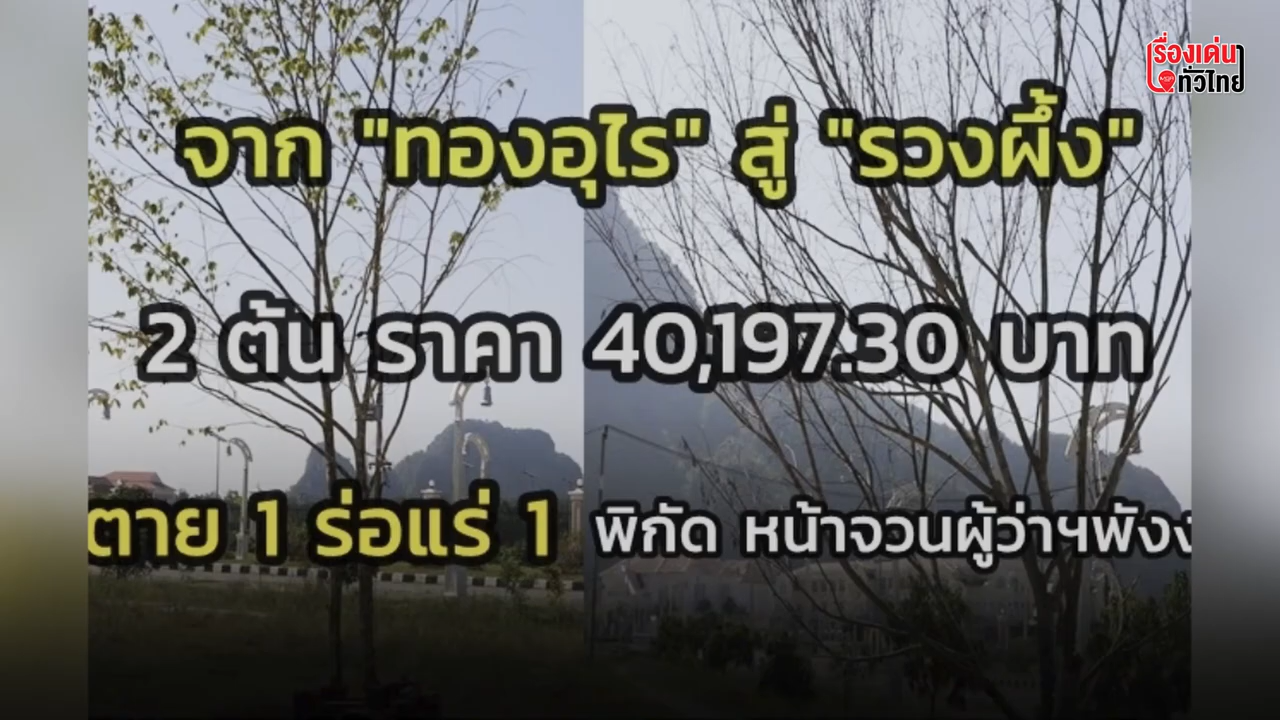 เรื่องเด่น
ทั่วไทย
จาก "ทองอุไร" สู่ "รวงผึ้ง"
2 ต้น ราคา 40,197.30 บาท
ตาย 1 ร่อแร่ 1 พิกัด หน้าจวนผู้ว่าฯพังง